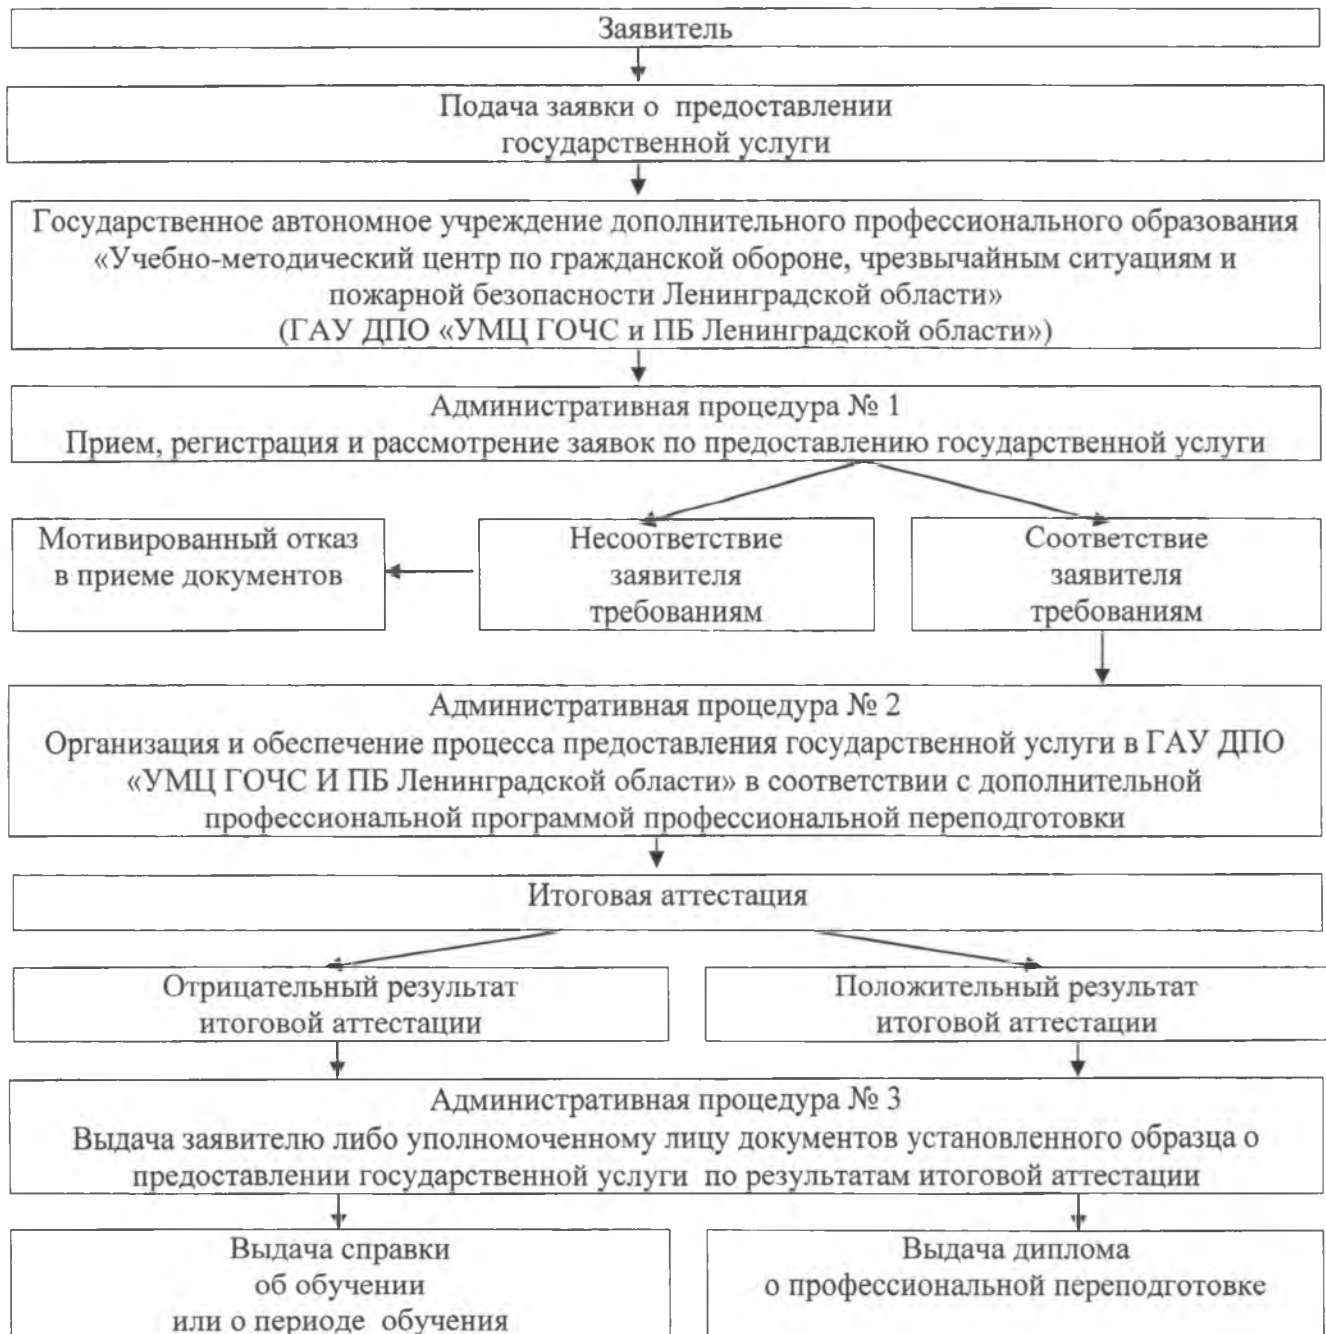 Заявитель
Подача заявки о предоставлении
государственной услуги
Государственное автономное учреждение дополнительного профессионального образования
«Учебно-методический центр по гражданской обороне, чрезвычайным ситуациям и
пожарной безопасности Ленинградской области»
(ГАУ ДПО «УМЦ ГОЧС и ПБ Ленинградской области»)
Административная процедура № 1
Прием, регистрация и рассмотрение заявок по предоставлению государственной услуги
Мотивированный отказ
в приеме документов
Несоответствие
заявителя
требованиям
Соответствие
заявителя
требованиям
Административная процедура № 2
Организация и обеспечение процесса предоставления государственной услуги в ГАУ ДПО
«УМЦ ГОЧС И ПБ Ленинградской области» в соответствии с дополнительной
профессиональной программой профессиональной переподготовки
Итоговая аттестация
Отрицательный результат
итоговой аттестации
Положительный результат
итоговой аттестации
Административная процедура № 3
Выдача заявителю либо уполномоченному лицу документов установленного образца о
предоставлении государственной услуги по результатам итоговой аттестации
Выдача справки
об обучении
или о периоде обучения
Выдача диплома
о профессиональной переподготовке